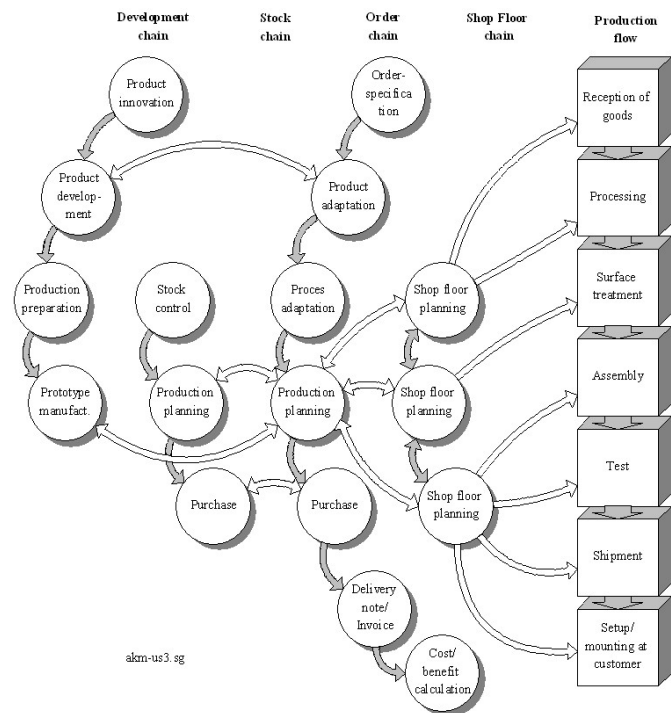 Development
chain
Stock
chain
Order
chain
Shop Floor
chain
Production
flow
Product
innovation
Order-
specifica-
tion
Reception of
goods
Product
develop-
ment
Product
adaptation
Processing
Production
preparation
Stock
control
Proces
adaptation
Shop floor
planning
Surface
treatment
Prototype
manufact.
Production
planning
Production
planning
Shop floor
planning
Assembly
Purchase
Purchase
Shop floor
planning
Test
Delivery
note/
Invoice
Shipment
Cost/
benefit
calculation
Setup/
mounting at
customer
akm-us3.sg